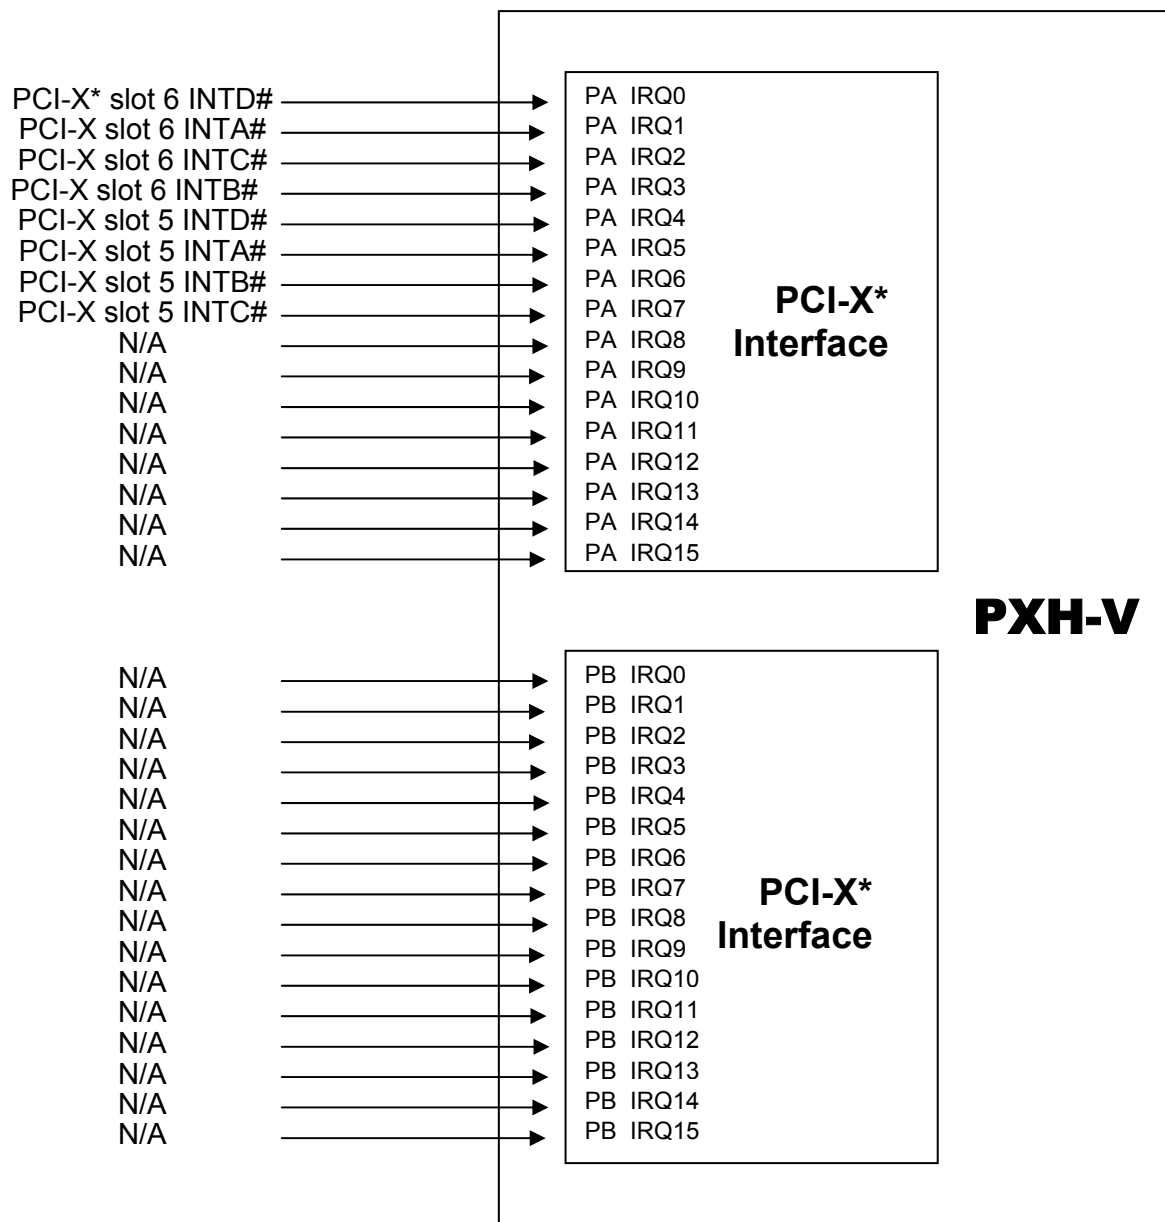 PCI-X* slot 6 INTD# PA IRQ0
PCI-X slot 6 INTA# PA IRQ1
PCI-X slot 6 INTC# PA IRQ2
PCI-X slot 6 INTB# PA IRQ3
PCI-X slot 5 INTD# PA IRQ4
PCI-X slot 5 INTA# PA IRQ5
PCI-X slot 5 INTB# PA IRQ6
PCI-X slot 5 INTC# PA IRQ7
N/A PA IRQ8
N/A PA IRQ9
N/A PA IRQ10
N/A PA IRQ11
N/A PA IRQ12
N/A PA IRQ13
N/A PA IRQ14
N/A PA IRQ15
PCI-X*
Interface
PXH-V
N/A PB IRQ0
N/A PB IRQ1
N/A PB IRQ2
N/A PB IRQ3
N/A PB IRQ4
N/A PB IRQ5
N/A PB IRQ6
N/A PB IRQ7
N/A PB IRQ8
N/A PB IRQ9
N/A PB IRQ10
N/A PB IRQ11
N/A PB IRQ12
N/A PB IRQ13
N/A PB IRQ14
N/A PB IRQ15
PCI-X*
Interface